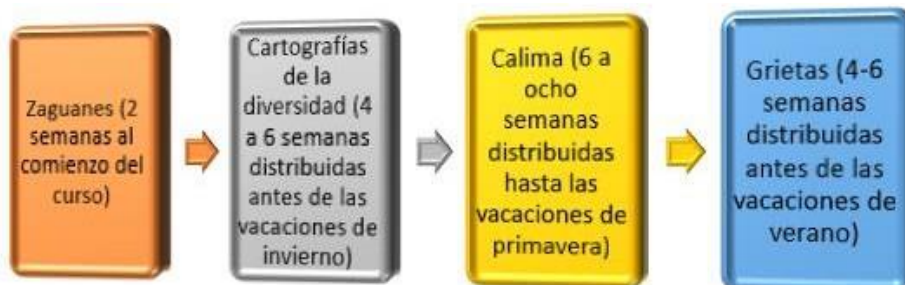 Zaguanes (2
semanas al
comienzo del
curso)
Cartografías
de la
diversidad (4
a 6 semanas
distribuidas
antes de las
vacaciones de
invierno)
Calima (6 a
ocho
semanas
distribuidas
hasta las
vacaciones de
primavera)
Grietas (4-6
semanas
distribuidas
antes de las
vacaciones de
verano)